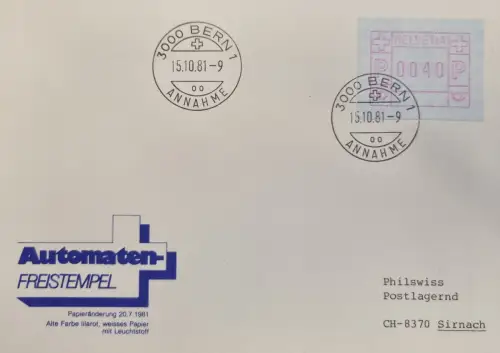 3000 BERN 1
15.10.81-9
00
ANNAHME
HELVETIA
P 0040 P
3000 BERN 1
15.10.81-9
00
ANNAHME
Automaten-
FREISTEMPEL
Papieränderung 20.7.1981
Alte Farbe lilarot, weisses Papier
mit Leuchtstoff
Philswiss
Postlagernd
CH-8370 Sirnach